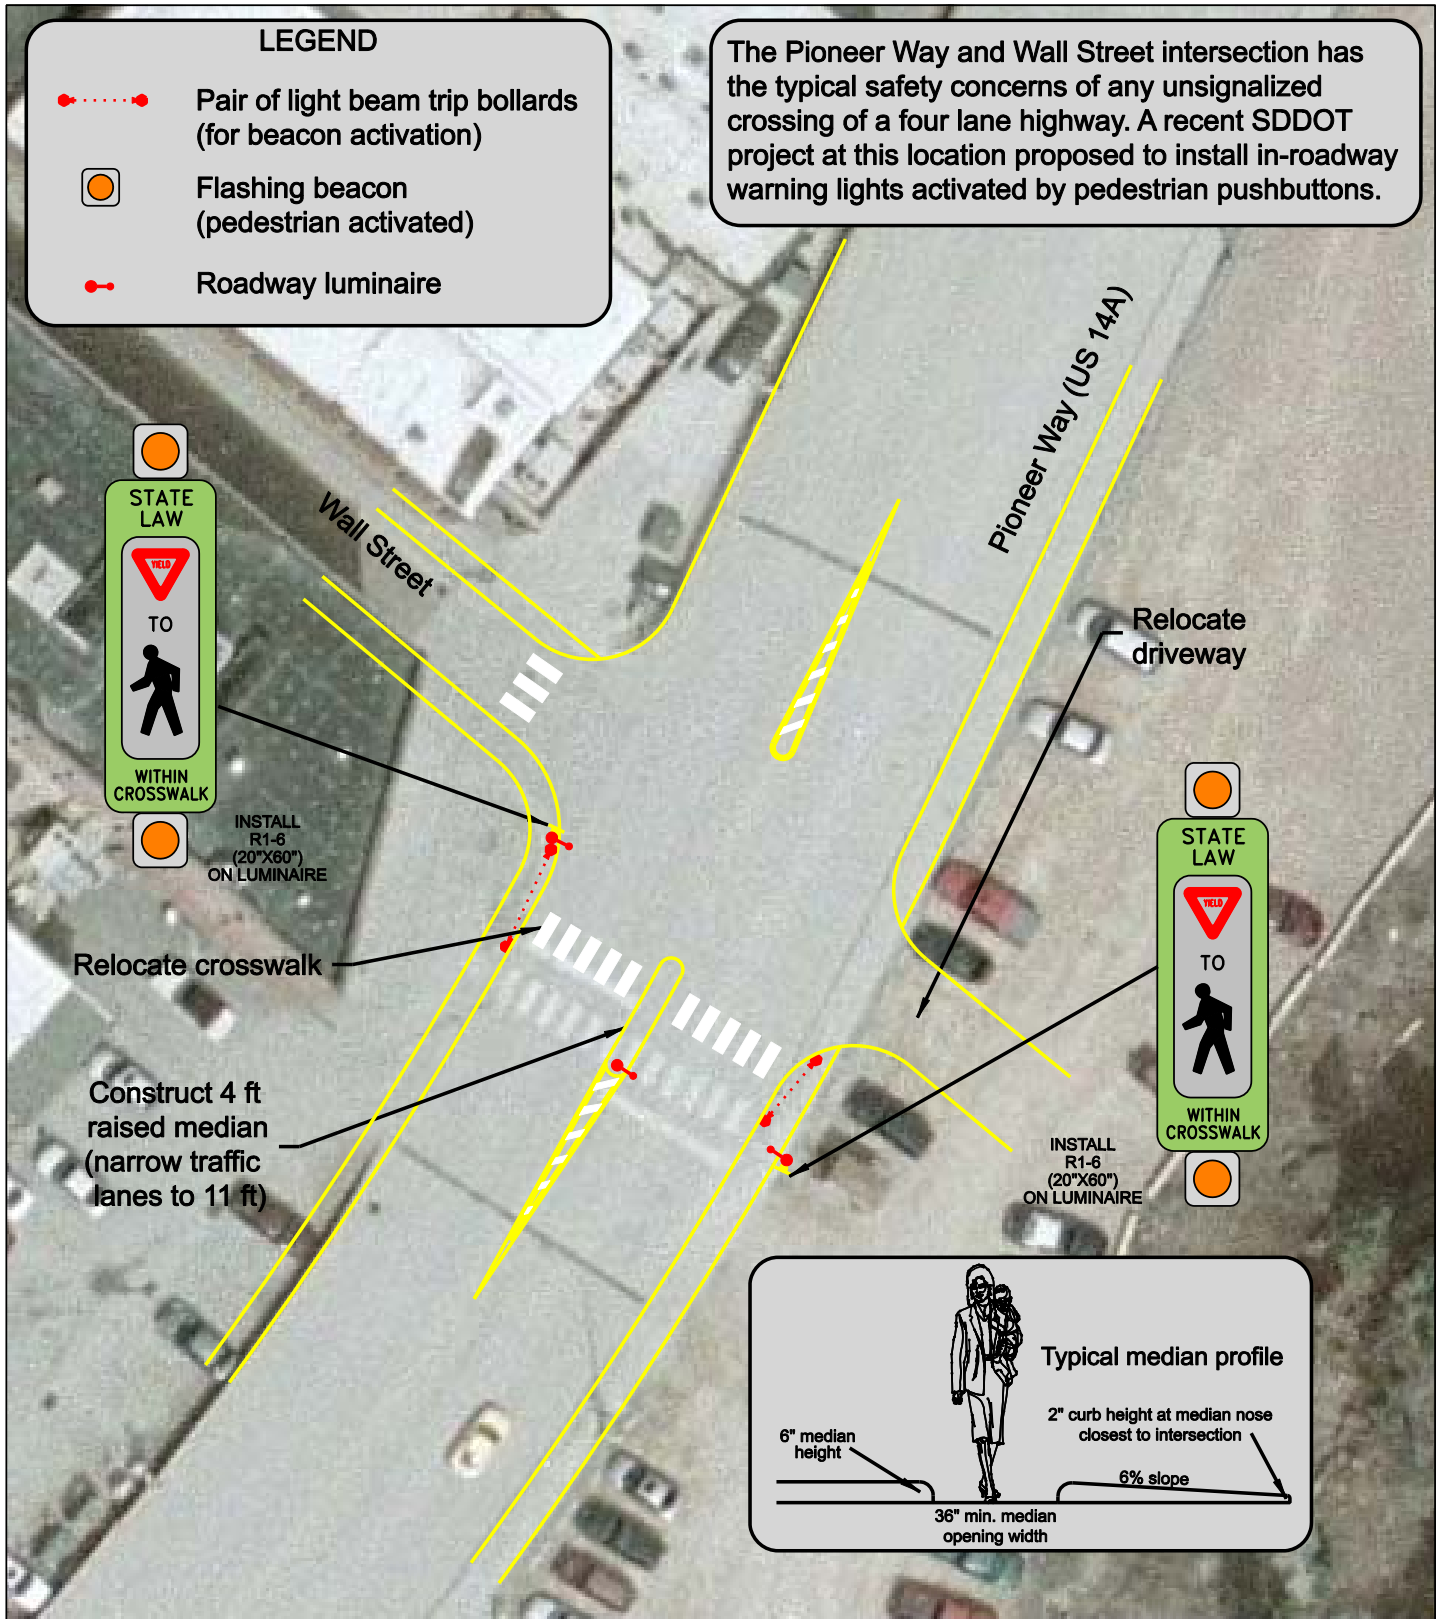 LEGEND
Pair of light beam trip bollards
(for beacon activation)
Flashing beacon
(pedestrian activated)
Roadway luminaire
The Pioneer Way and Wall Street intersection has
the typical safety concerns of any unsignalized
crossing of a four lane highway. A recent SDDOT
project at this location proposed to install in-roadway
warning lights activated by pedestrian pushbuttons.
Pioneer Way (US 14A)
Wall Street
STATE
LAW
YIELD
TO
WITHIN
CROSSWALK
INSTALL
R1-6
(20"X60")
ON LUMINAIRE
Relocate
driveway
Relocate crosswalk
Construct 4 ft
raised median
(narrow traffic
lanes to 11 ft)
STATE
LAW
YIELD
TO
WITHIN
CROSSWALK
INSTALL
R1-6
(20"X60")
ON LUMINAIRE
Typical median profile
2" curb height at median nose
closest to intersection
6" median
height
6% slope
36" min. median
opening width